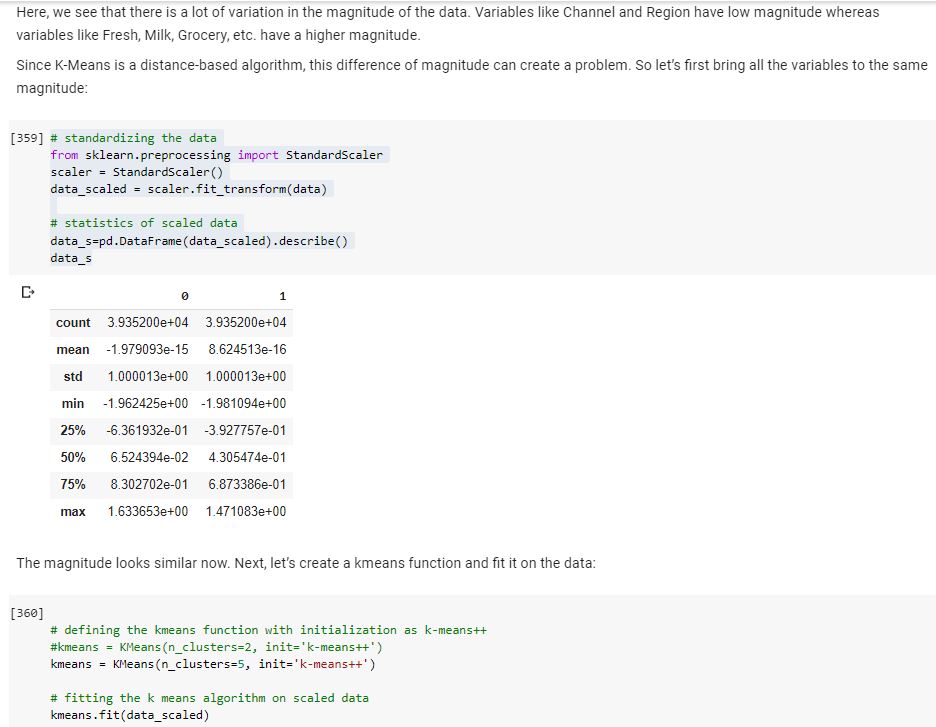 Here, we see that there is a lot of variation in the magnitude of the data. Variables like Channel and Region have low magnitude whereas
variables like Fresh, Milk, Grocery, etc. have a higher magnitude.
Since K-Means is a distance-based algorithm, this difference of magnitude can create a problem. So let's first bring all the variables to the same
magnitude:
[359] # standardizing the data
from sklearn.preprocessing import StandardScaler
scaler = StandardScaler()
data_scaled = scaler.fit_transform(data)
# statistics of scaled data
data_s=pd.DataFrame(data_scaled).describe()
data_s
0 1
count 3.935200e+04 3.935200e+04
mean -1.979093e-15 8.624513e-16
std 1.000013e+00 1.000013e+00
min -1.962425e+00 -1.981094e+00
25% -6.361932e-01 -3.927757e-01
50% 6.524394e-02 4.305474e-01
75% 8.302702e-01 6.873386e-01
max 1.633653e+00 1.471083e+00
The magnitude looks similar now. Next, let's create a kmeans function and fit it on the data:
[360]
# defining the kmeans function with initialization as k-means++
#kmeans = KMeans(n_clusters=2, init='k-means++')
kmeans = KMeans(n_clusters=5, init='k-means++')
# fitting the k means algorithm on scaled data
kmeans.fit(data_scaled)